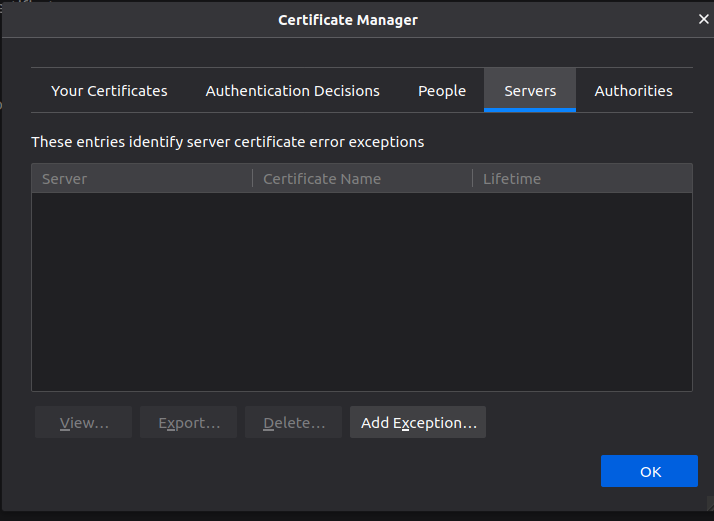 Certificate Manager
Your Certificates Authentication Decisions People Servers Authorities
These entries identify server certificate error exceptions
Server Certificate Name Lifetime
View... Export... Delete... Add Exception...
OK